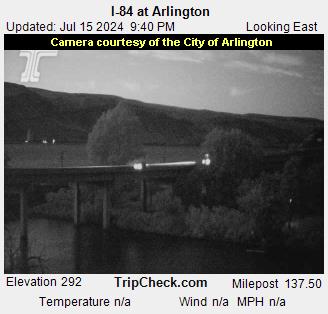 I-84 at Arlington
Updated: Jul 15 2024 9:40 PM Looking East
Camera courtesy of the City of Arlington
Elevation 292 TripCheck.com Milepost 137.50
Temperature n/a Wind n/a MPH n/a